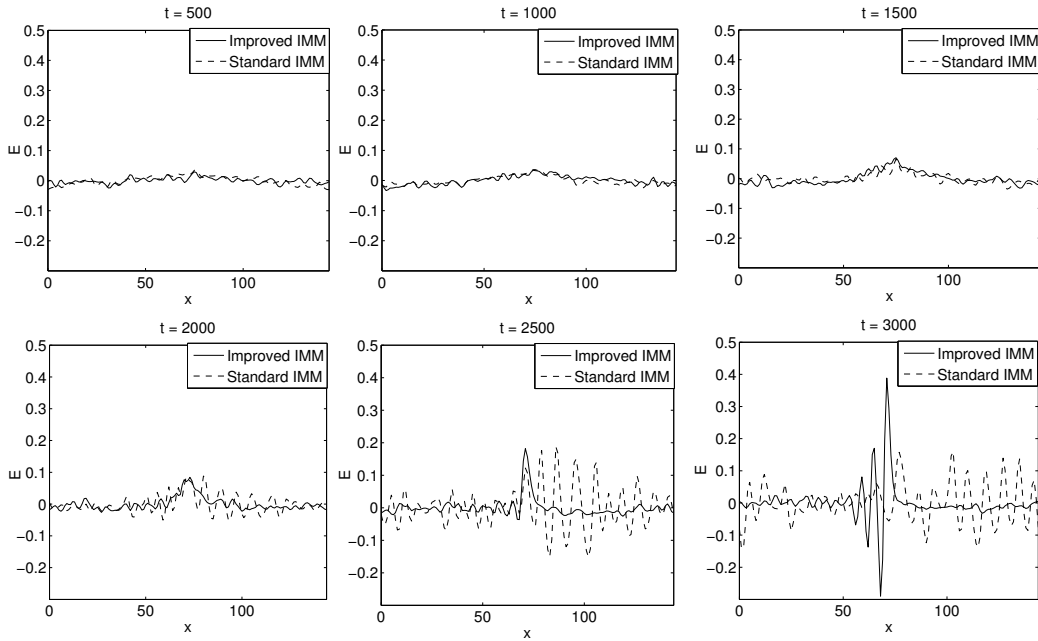 t = 500
0.5
0.4
0.3
0.2
0.1
0
−0.1
−0.2
E
0
50
100
x
Improved IMM
Standard IMM
t = 1000
0.5
0.4
0.3
0.2
0.1
0
−0.1
−0.2
E
0
50
100
x
Improved IMM
Standard IMM
t = 1500
0.5
0.4
0.3
0.2
0.1
0
−0.1
−0.2
E
0
50
100
x
Improved IMM
Standard IMM
t = 2000
0.5
0.4
0.3
0.2
0.1
0
−0.1
−0.2
E
0
50
100
x
Improved IMM
Standard IMM
t = 2500
0.5
0.4
0.3
0.2
0.1
0
−0.1
−0.2
E
0
50
100
x
Improved IMM
Standard IMM
t = 3000
0.5
0.4
0.3
0.2
0.1
0
−0.1
−0.2
E
0
50
100
x
Improved IMM
Standard IMM